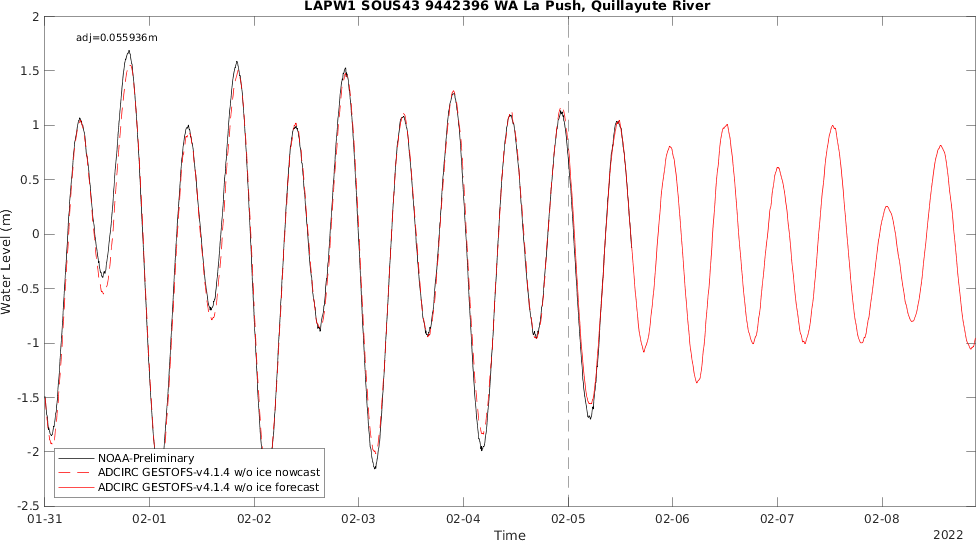 LAPW1 SOUS43 9442396 WA La Push, Quillayute River
adj=0.055936m
2
1.5
1
0.5
0
-0.5
-1
-1.5
-2
-2.5
Water Level (m)
NOAA-Preliminary
ADCIRC GESTOFS-v4.1.4 w/o ice nowcast
ADCIRC GESTOFS-v4.1.4 w/o ice forecast
01-31 02-01 02-02 02-03 02-04 02-05 02-06 02-07 02-08
Time
2022